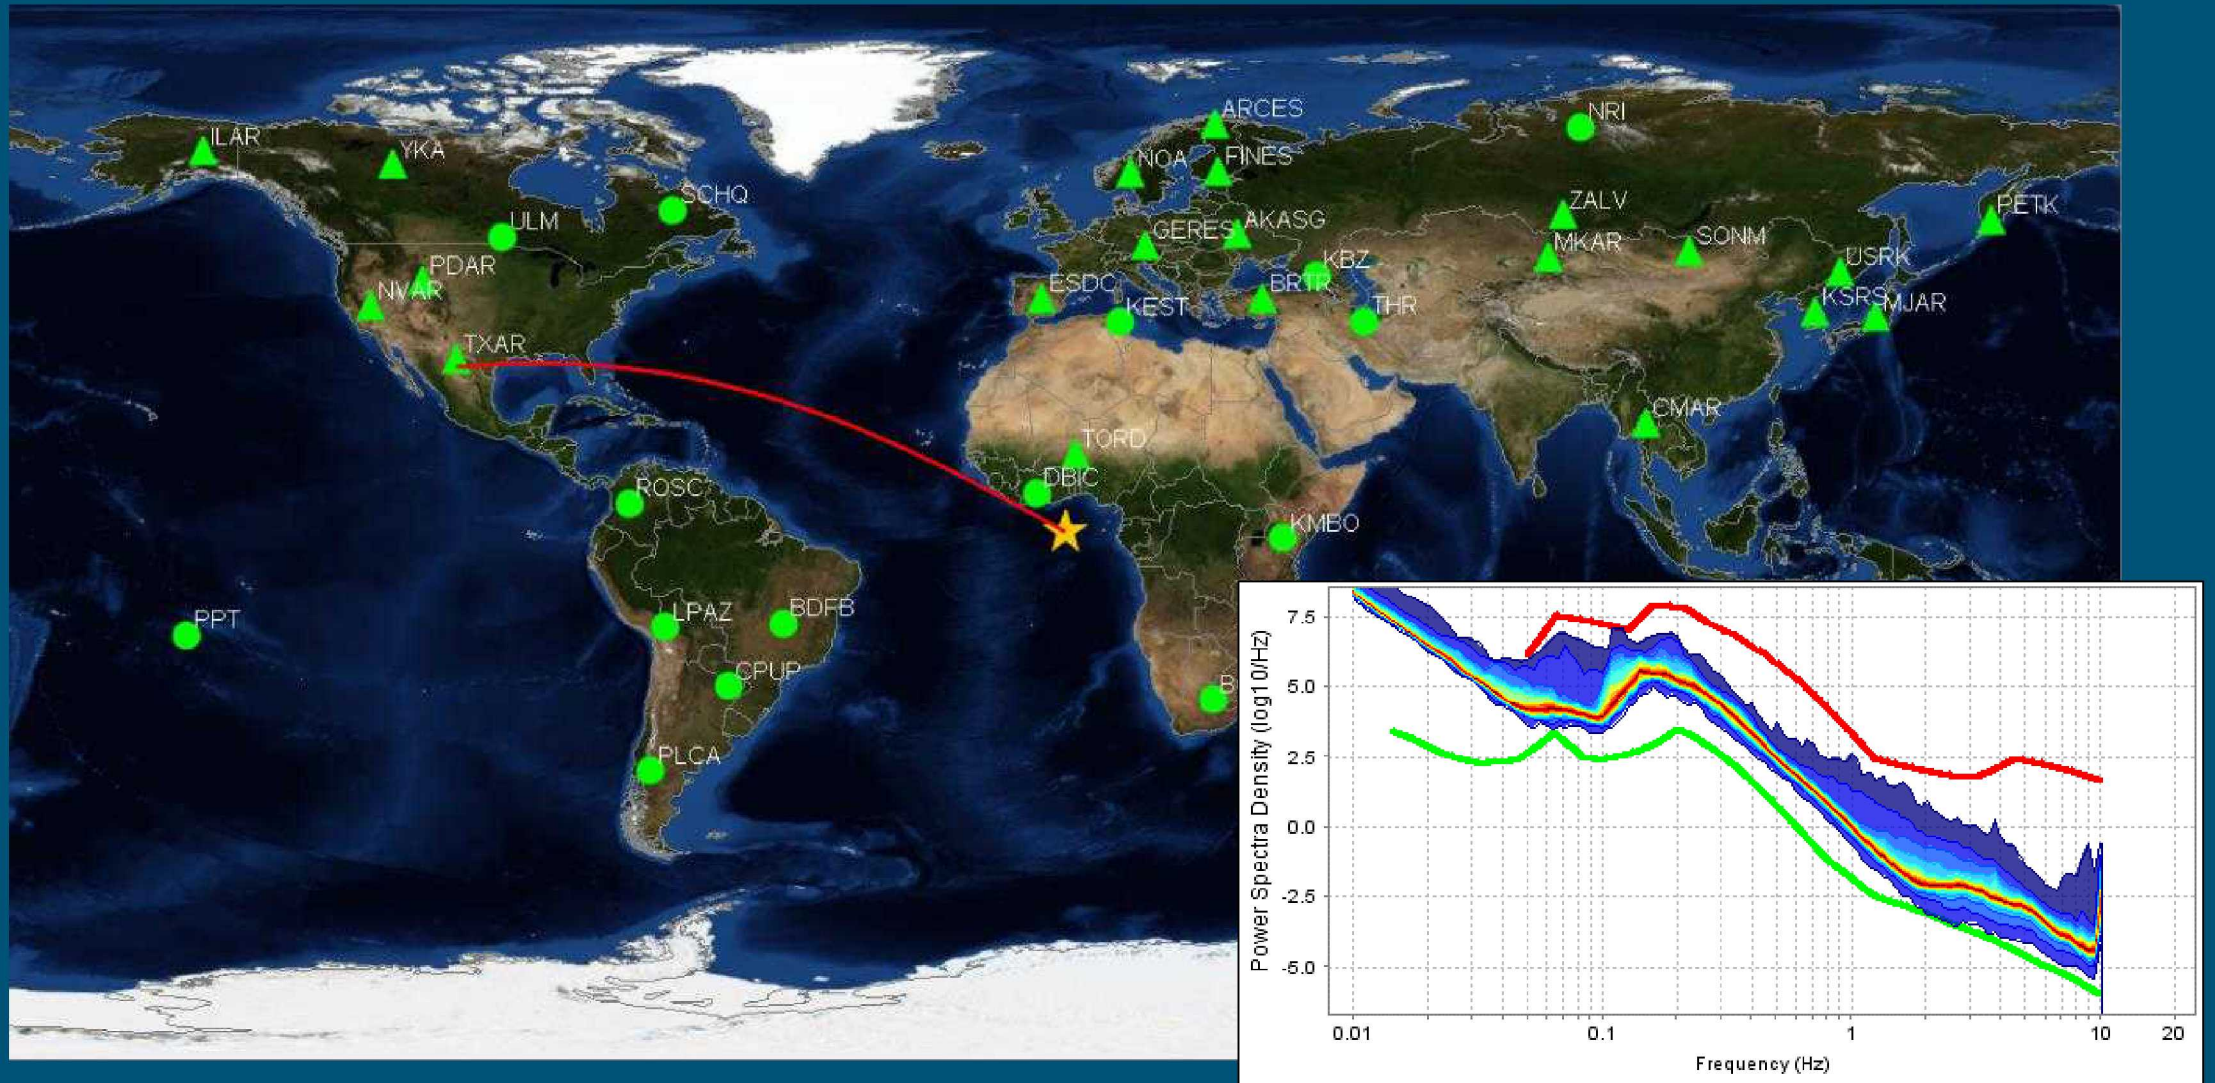 ARCES
NRI
ILAR
YKA
NOA
FINES
SCHQ
ZALV
PETK
ULM
GERES
AKASG
MKAR
SONM
PDAR
KBZ
USRK
NVAR
ESDC
BRTR
KEST
THR
KSRS
MJAR
TXAR
CMAR
TORD
DBIC
ROSC
KMBO
PPT
LPAZ
BDFB
CPUP
B
PLCA
Power Spectra Density (log10/Hz)
7.5
5.0
2.5
0.0
-2.5
-5.0
0.01
0.1
1
10
20
Frequency (Hz)